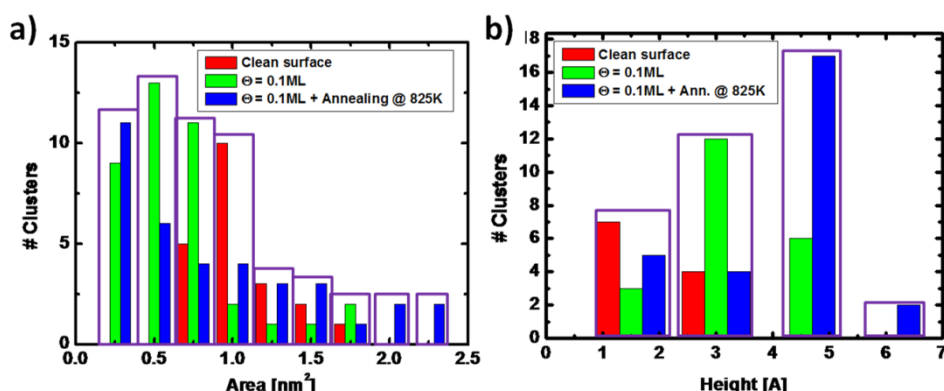 a)
15
10
5
0
# Clusters
Clean surface
Θ = 0.1ML
Θ = 0.1ML + Annealing @ 825K
0.0 0.5 1.0 1.5 2.0 2.5
Area [nm²]
b)
18
16
14
12
10
8
6
4
2
0
# Clusters
Clean surface
Θ = 0.1ML
Θ = 0.1ML + Ann. @ 825K
0 1 2 3 4 5 6 7
Height [A]